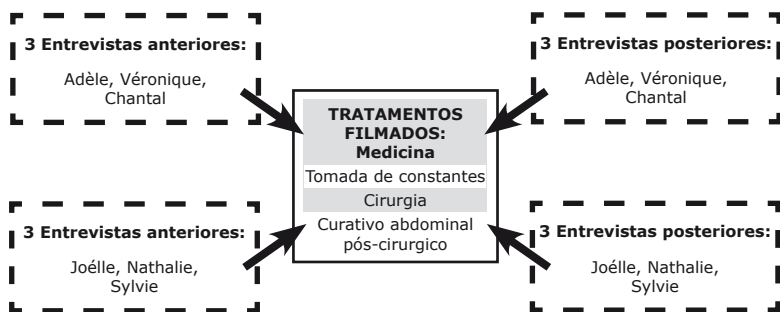 3 Entrevistas anteriores:
Adèle, Véronique,
Chantal
3 Entrevistas posteriores:
Adèle, Véronique,
Chantal
TRATAMENTOS
FILMADOS:
Medicina
Tomada de constantes
Cirurgia
Curativo abdominal
pós-cirurgico
3 Entrevistas anteriores:
Joélle, Nathalie,
Sylvie
3 Entrevistas posteriores:
Joélle, Nathalie,
Sylvie